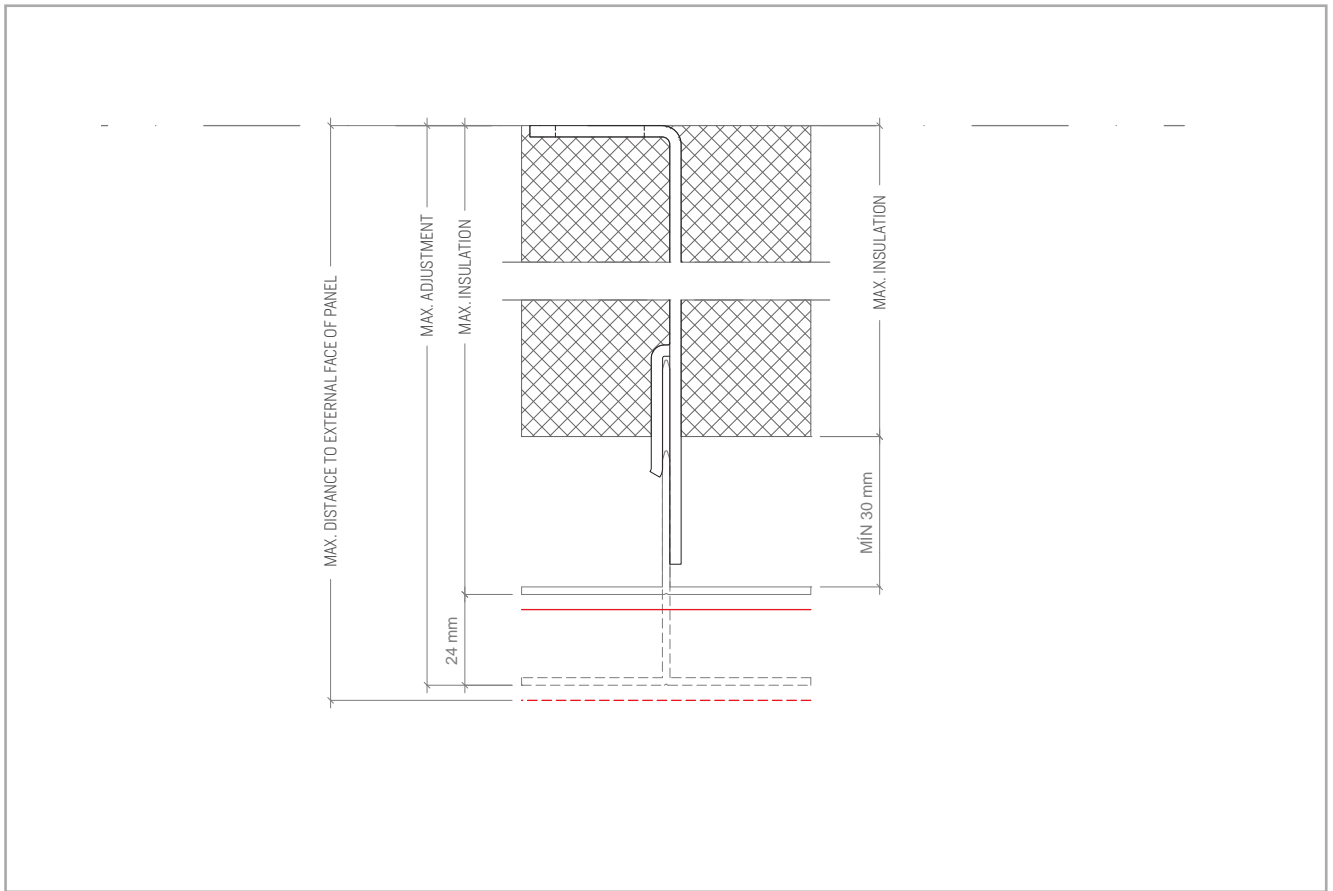 MAX. DISTANCE TO EXTERNAL FACE OF PANEL
MAX. ADJUSTMENT
MAX. INSULATION
24 mm
MAX. INSULATION
MÍN 30 mm